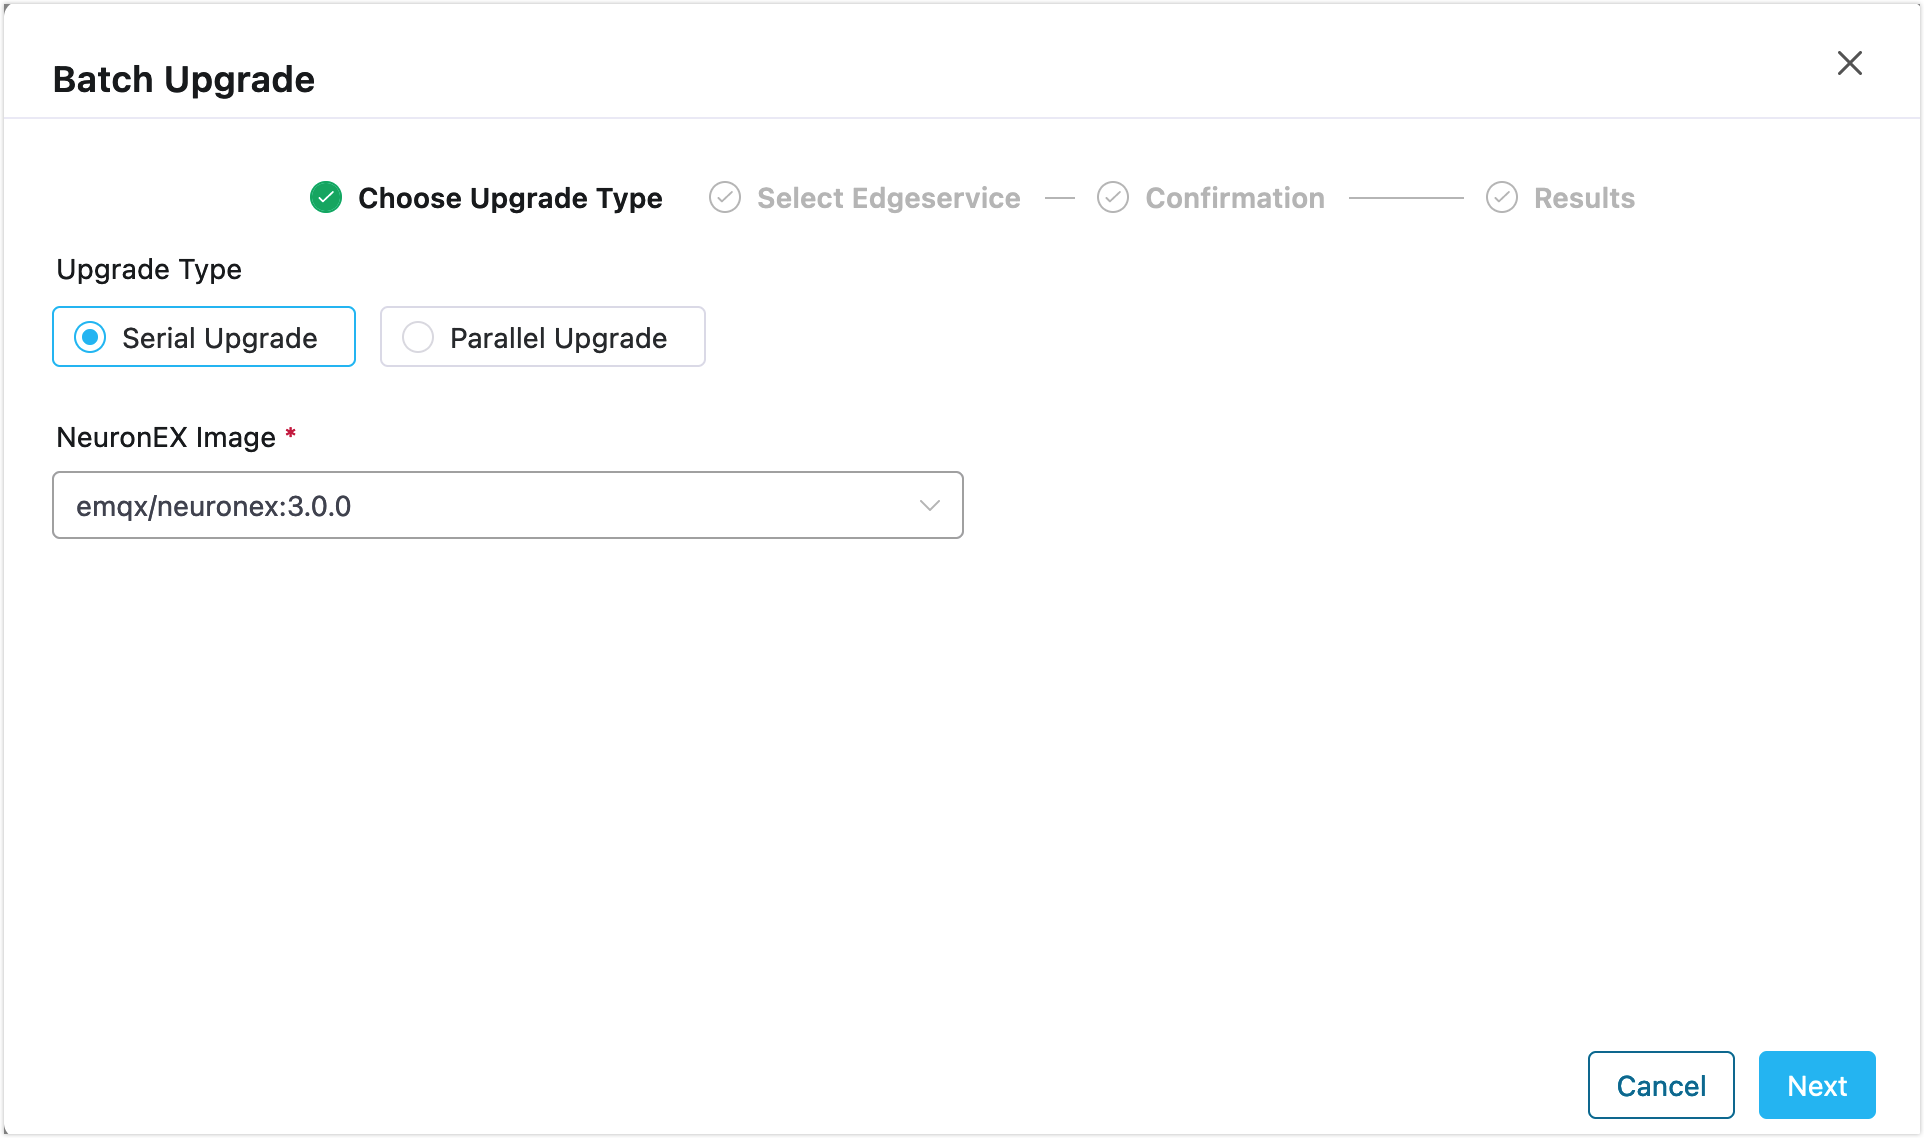 Batch Upgrade
Choose Upgrade Type Select Edgeservice Confirmation Results
Upgrade Type
Serial Upgrade Parallel Upgrade
NeuronEX Image *
emqx/neuronex:3.0.0
Cancel Next